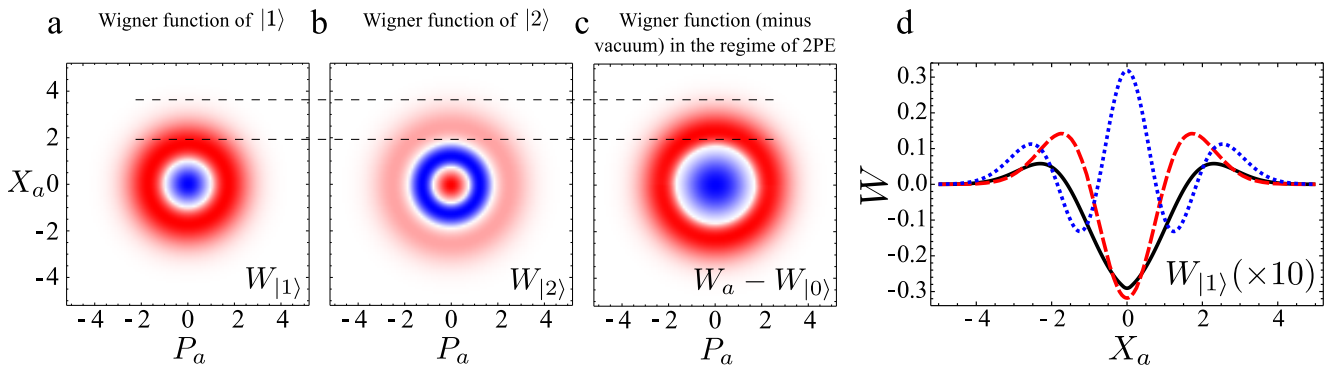 a Wigner function of |1⟩
b Wigner function of |2⟩
c Wigner function (minus
vacuum) in the regime of 2PE
d
4
2
X_a 0
-2
-4
W_|1⟩
-4 -2 0 2 4
P_a
W_|2⟩
-4 -2 0 2 4
P_a
W_a − W_|0⟩
-4 -2 0 2 4
P_a
0.3
0.2
0.1
0.0
-0.1
-0.2
-0.3
W
W_|1⟩(×10)
-4 -2 0 2 4
X_a